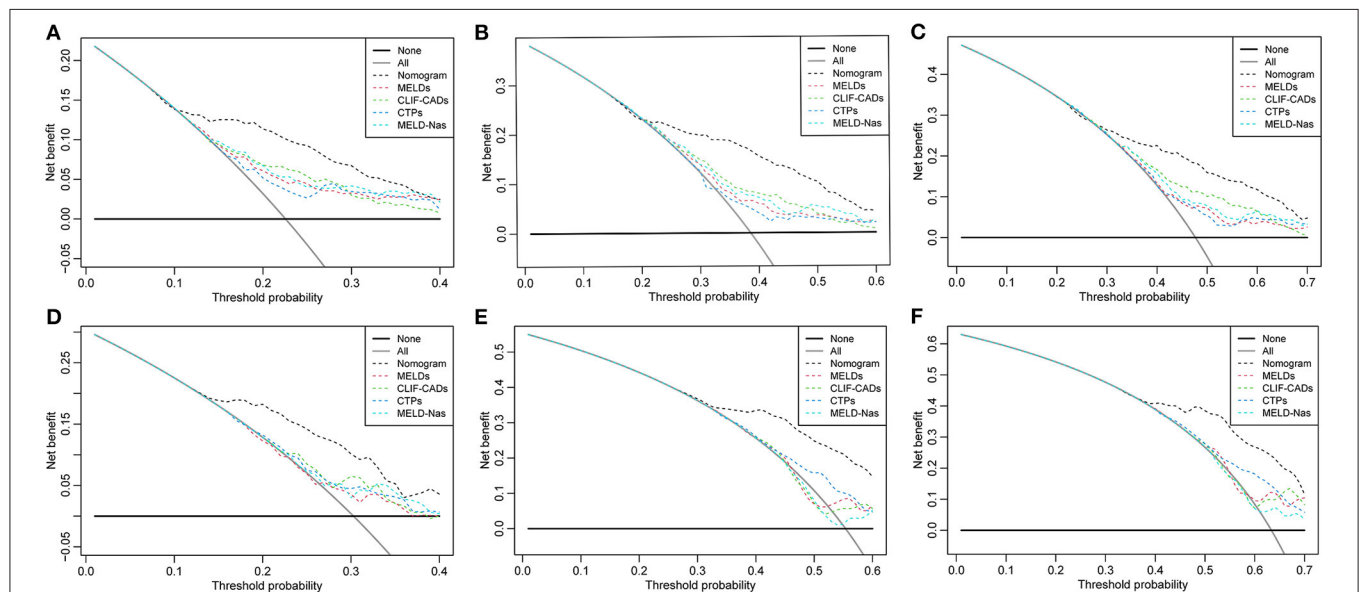 A
None
All
Nomogram
MELDs
CLIF-CADs
CTPs
MELD-Nas
Net benefit
0.20
0.15
0.10
0.05
0.00
−0.05
0.0 0.1 0.2 0.3 0.4
Threshold probability
B
None
All
Nomogram
MELDs
CLIF-CADs
CTPs
MELD-Nas
Net benefit
0.3
0.2
0.1
0.0
0.0 0.1 0.2 0.3 0.4 0.5 0.6
Threshold probability
C
None
All
Nomogram
MELDs
CLIF-CADs
CTPs
MELD-Nas
Net benefit
0.4
0.3
0.2
0.1
0.0
0.0 0.1 0.2 0.3 0.4 0.5 0.6 0.7
Threshold probability
D
None
All
Nomogram
MELDs
CLIF-CADs
CTPs
MELD-Nas
Net benefit
0.25
0.15
0.05
−0.05
0.0 0.1 0.2 0.3 0.4
Threshold probability
E
None
All
Nomogram
MELDs
CLIF-CADs
CTPs
MELD-Nas
Net benefit
0.5
0.4
0.3
0.2
0.1
0.0
0.0 0.1 0.2 0.3 0.4 0.5 0.6
Threshold probability
F
None
All
Nomogram
MELDs
CLIF-CADs
CTPs
MELD-Nas
Net benefit
0.6
0.5
0.4
0.3
0.2
0.1
0.0
0.0 0.1 0.2 0.3 0.4 0.5 0.6 0.7
Threshold probability